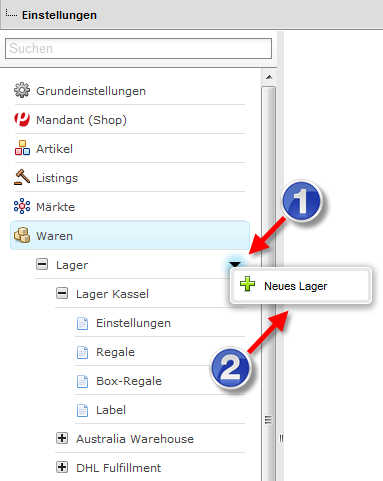 Einstellungen
Suchen
Grundeinstellungen
Mandant (Shop)
Artikel
Listings
Märkte
1
Waren
Lager
Neues Lager
Lager Kassel
Einstellungen
Regale
2
Box-Regale
Label
Australia Warehouse
DHL Fulfillment